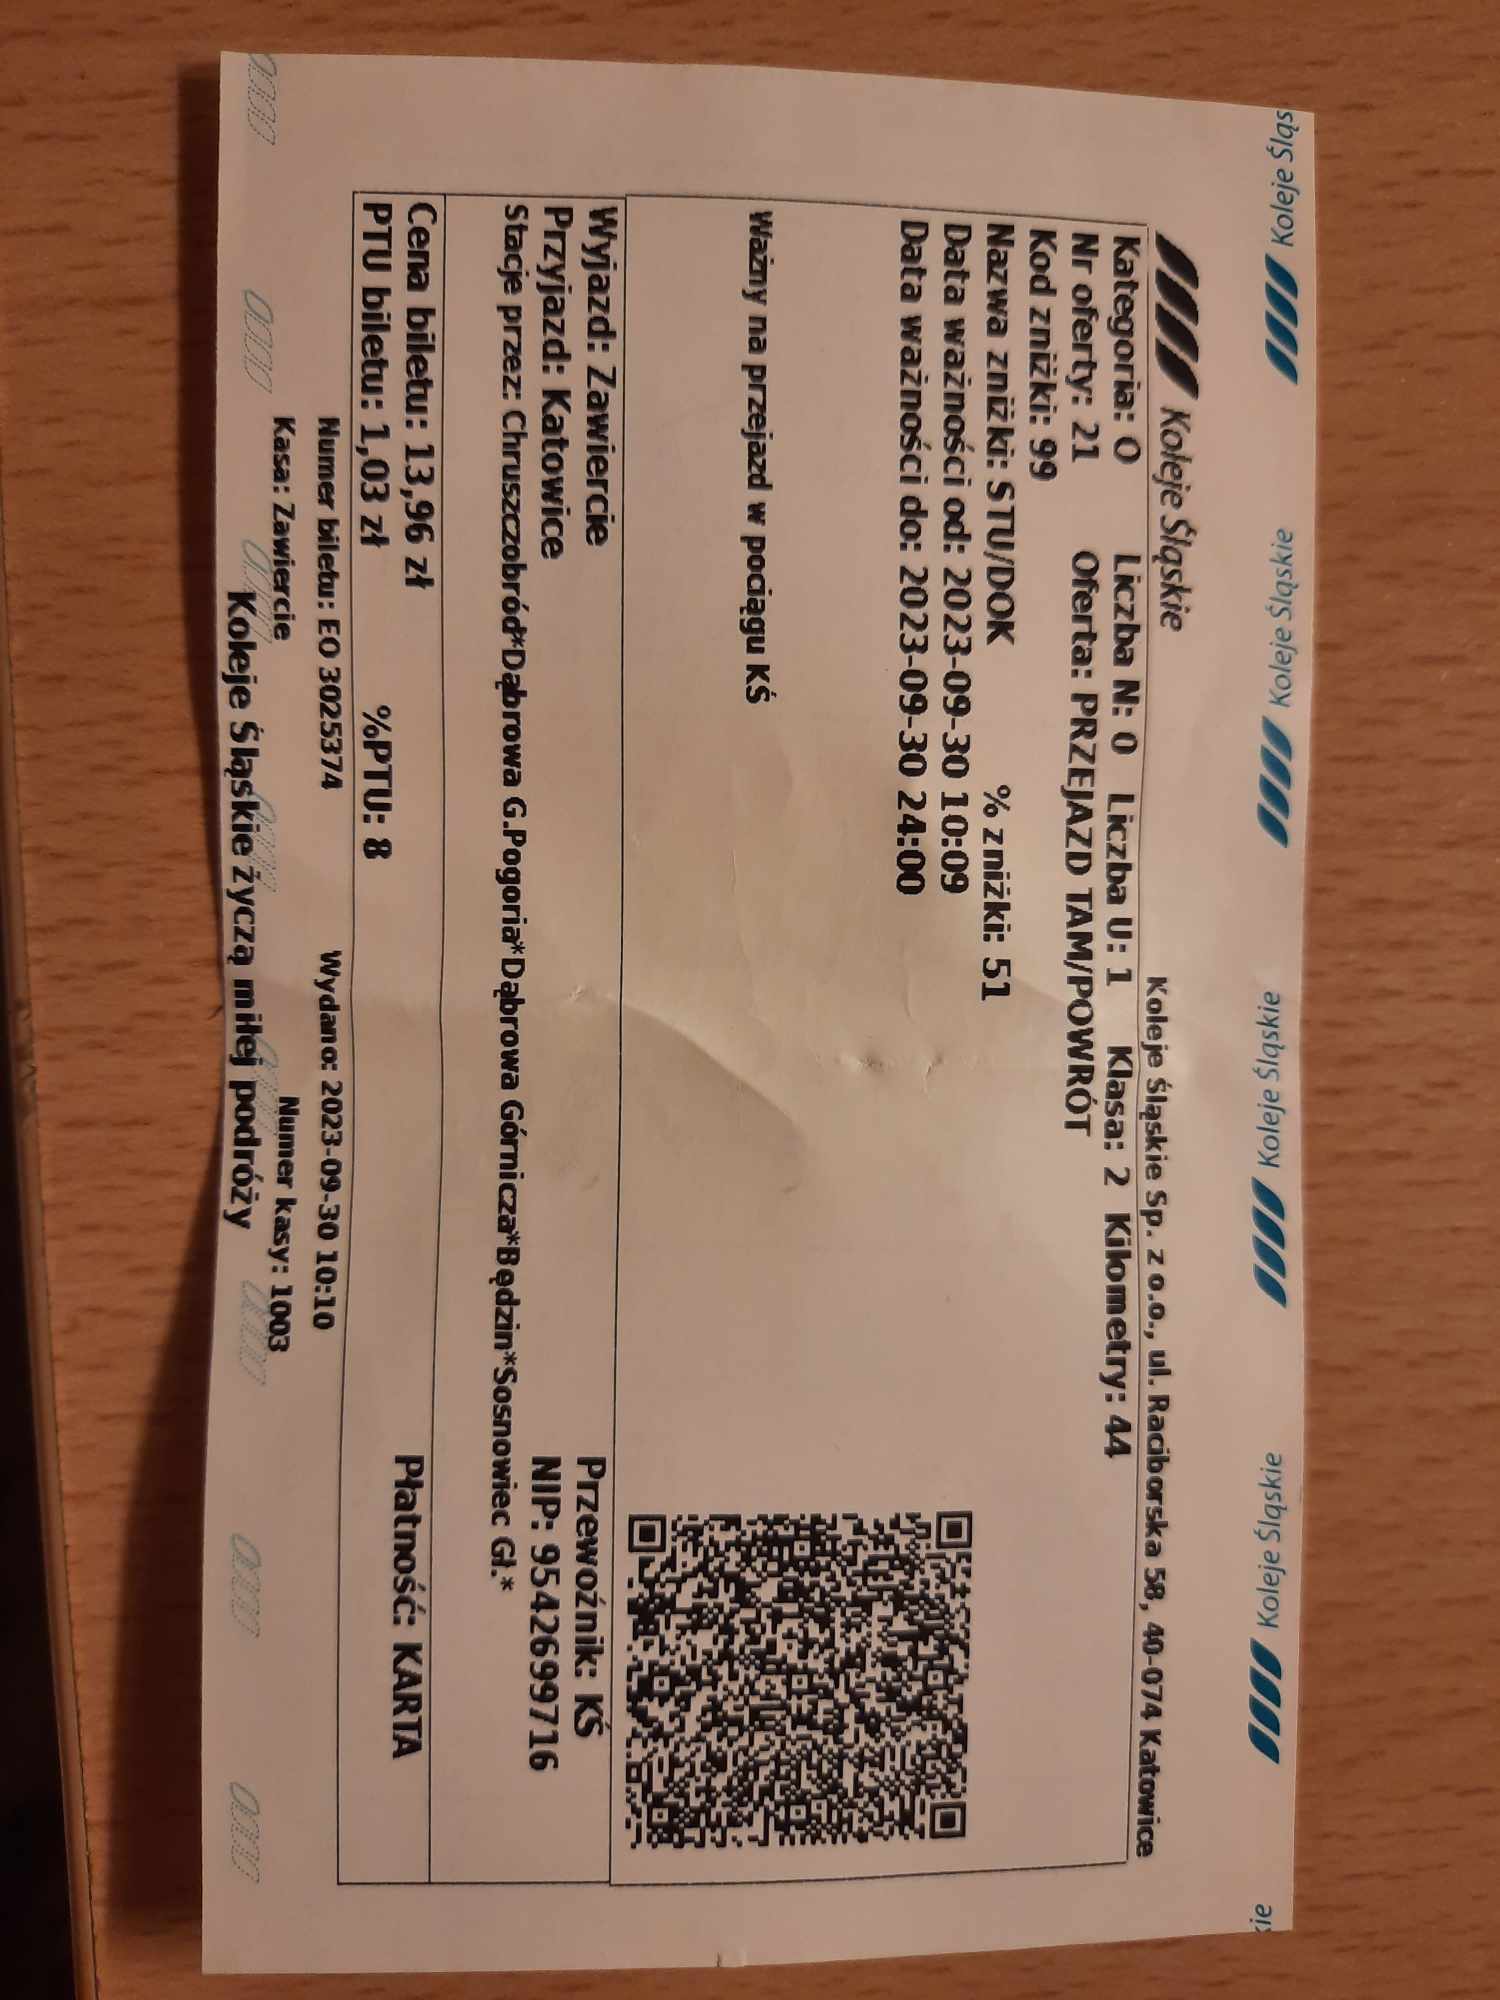 Koleje Śląs Koleje Śląskie Koleje Śląskie Koleje Śląskie kie
Koleje Śląskie Koleje Śląskie Sp. z o.o., ul. Raciborska 58, 40-074 Katowice
Kategoria: O Liczba N: 0 Liczba U: 1 Klasa: 2 Kilometry: 44
Nr oferty: 21 Oferta: PRZEJAZD TAM/POWRÓT
Kod zniżki: 99
Nazwa zniżki: STU/DOK % zniżki: 51
Data ważności od: 2023-09-30 10:09
Data ważności do: 2023-09-30 24:00
Ważny na przejazd w pociągu KŚ
Wyjazd: Zawiercie Przewoźnik: KŚ
Przyjazd: Katowice NIP: 9542699716
Stacje przez: Chruszczobród*Dąbrowa G.Pogoria*Dąbrowa Górnicza*Będzin*Sosnowiec Gł.*
Cena biletu: 13,96 zł Płatność: KARTA
PTU biletu: 1,03 zł %PTU: 8
Numer biletu: EO 3025374 Wydano: 2023-09-30 10:10
Kasa: Zawiercie Numer kasy: 1003
Koleje Śląskie życzą miłej podróży